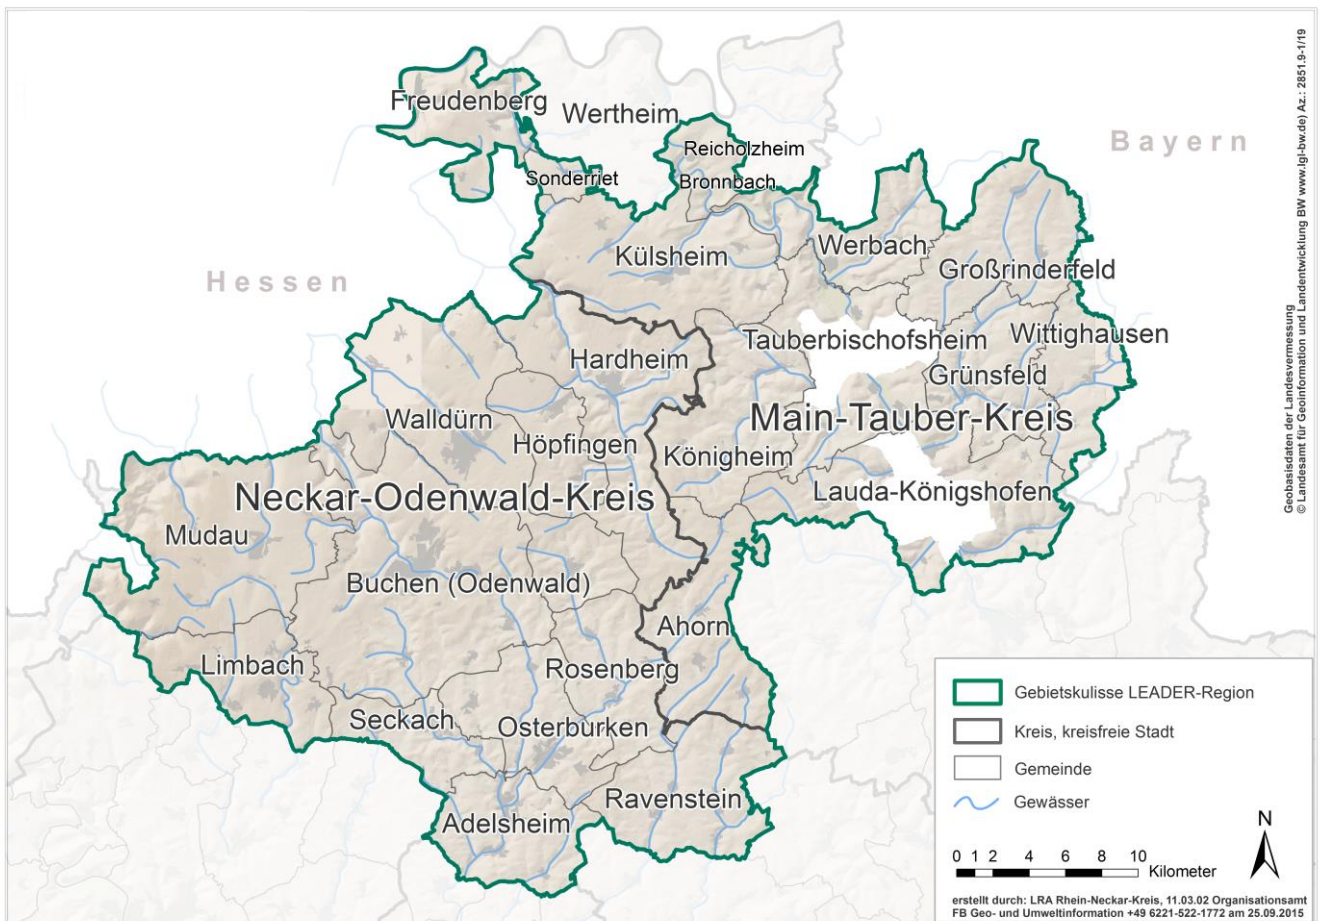 Freudenberg
Wertheim
Bayern
Reicholzheim
Sonderriet
Bronnbach
Külsheim
Werbach
Großrinderfeld
Hessen
Tauberbischofsheim
Wittighausen
Hardheim
Grünsfeld
Walldürn
Main-Tauber-Kreis
Höpfingen
Königheim
Neckar-Odenwald-Kreis
Lauda-Königshofen
Mudau
Buchen (Odenwald)
Ahorn
Limbach
Rosenberg
Seckach
Osterburken
Ravenstein
Adelsheim
Gebietskulisse LEADER-Region
Kreis, kreisfreie Stadt
Gemeinde
Gewässer
N
0 1 2 4 6 8 10
Kilometer
erstellt durch: LRA Rhein-Neckar-Kreis, 11.03.02 Organisationsamt
FB Geo- und Umweltinformation +49 6221-522-1772 am 25.09.2015
Geobasisdaten der Landesvermessung
© Landesamt für Geoinformation und Landentwicklung BW www.lgl-bw.de) Az.: 2851.9-1/19